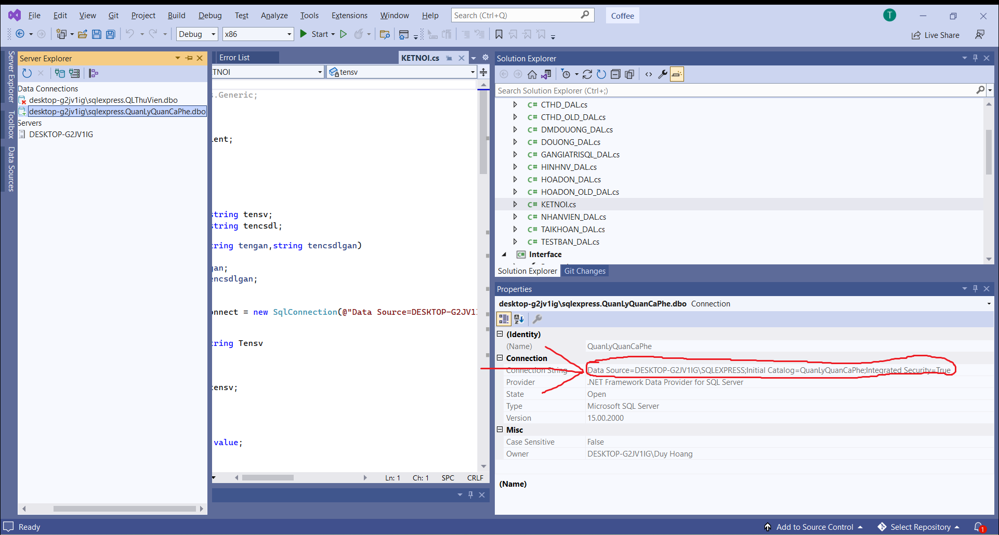 File Edit View Git Project Build Debug Test Analyze Tools Extensions Window Help Search (Ctrl+Q) Coffee T
Debug x86 Start Live Share
Server Explorer
Toolbox
Data Sources
Server Explorer
Data Connections
desktop-g2jv1ig\sqlexpress.QLThuVien.dbo
desktop-g2jv1ig\sqlexpress.QuanLyQuanCaPhe.dbo
Servers
DESKTOP-G2JV1IG
Error List KETNOI.cs
TNOI tensv
s.Generic;
ent;
string tensv;
string tencsdl;
tring tengan,string tencsdlgan)
gan;
encsdlgan;
onnect = new SqlConnection(@"Data Source=DESKTOP-G2JV1
tring Tensv
tensv;
value;
Ln: 1 Ch: 1 SPC CRLF
Solution Explorer
Search Solution Explorer (Ctrl+;)
C# CTHD_DAL.cs
C# CTHD_OLD_DAL.cs
C# DMDOUONG_DAL.cs
C# DOUONG_DAL.cs
C# GANGIATRISQL_DAL.cs
C# HINHNV_DAL.cs
C# HOADON_DAL.cs
C# HOADON_OLD_DAL.cs
C# KETNOI.cs
C# NHANVIEN_DAL.cs
C# TAIKHOAN_DAL.cs
C# TESTBAN_DAL.cs
C# Interface
Solution Explorer Git Changes
Properties
desktop-g2jv1ig\sqlexpress.QuanLyQuanCaPhe.dbo Connection
(Identity)
(Name) QuanLyQuanCaPhe
Connection
Connection String Data Source=DESKTOP-G2JV1IG\SQLEXPRESS;Initial Catalog=QuanLyQuanCaPhe;Integrated Security=True
Provider .NET Framework Data Provider for SQL Server
State Open
Type Microsoft SQL Server
Version 15.00.2000
Misc
Case Sensitive False
Owner DESKTOP-G2JV1IG\Duy Hoang
(Name)
Ready Add to Source Control Select Repository 1